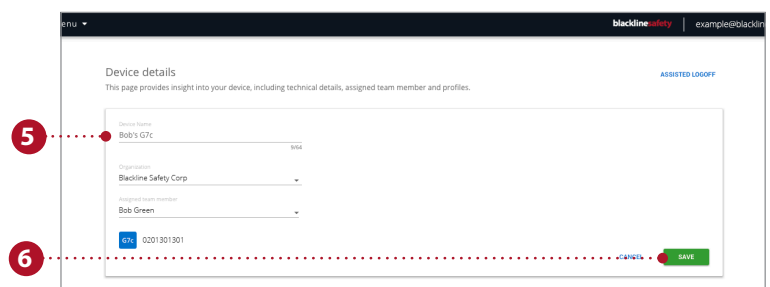 enu
blacklinesafety
example@blacklin
Device details
ASSISTED LOGOFF
This page provides insight into your device, including technical details, assigned team member and profiles.
5
Device Name
Bob's G7c
9/64
Organization
Blackline Safety Corp
Assigned team member
Bob Green
G7c 0201301301
6
CANCEL
SAVE